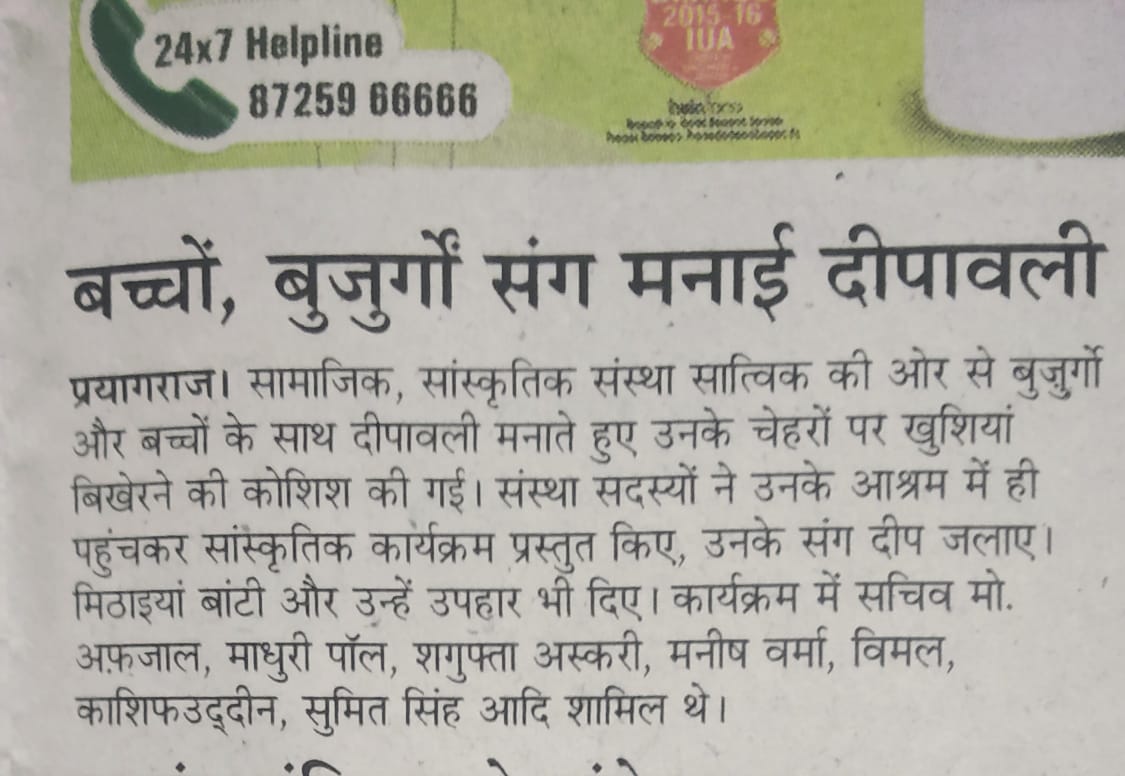 24x7 Helpline
87259 66666
2015-16
IUA
बच्चों, बुजुर्गों संग मनाई दीपावली
प्रयागराज। सामाजिक, सांस्कृतिक संस्था सात्विक की ओर से बुजुर्गों
और बच्चों के साथ दीपावली मनाते हुए उनके चेहरों पर खुशियां
बिखेरने की कोशिश की गई। संस्था सदस्यों ने उनके आश्रम में ही
पहुंचकर सांस्कृतिक कार्यक्रम प्रस्तुत किए, उनके संग दीप जलाए।
मिठाइयां बांटी और उन्हें उपहार भी दिए। कार्यक्रम में सचिव मो.
अफ़जाल, माधुरी पॉल, शगुफ्ता अस्करी, मनीष वर्मा, विमल,
काशिफउद्दीन, सुमित सिंह आदि शामिल थे।